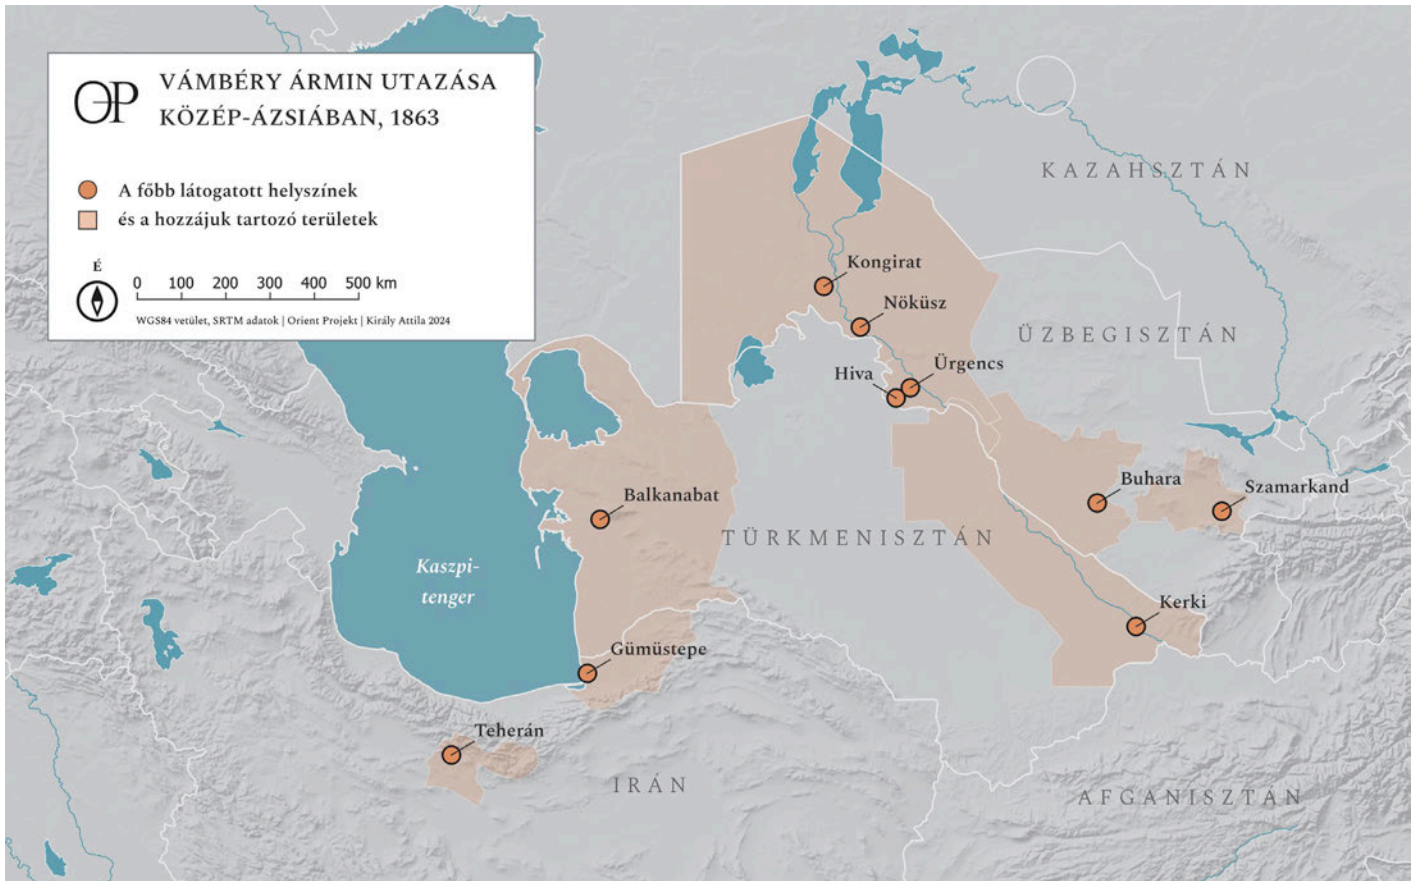 OP
VÁMBÉRY ÁRMIN UTAZÁSA
KÖZÉP-ÁZSIÁBAN, 1863
A főbb látogatott helyszínek
és a hozzájuk tartozó területek
É
0 100 200 300 400 500 km
WGS84 vetület, SRTM adatok | Orient Projekt | Király Attila 2024
KAZAHSZTÁN
Kongirat
Nöküsz
ÜZBEGISZTÁN
Ürgencs
Hiva
Buhara
Szamarkand
Balkanabat
TÜRKMENISZTÁN
Kaszpi-
tenger
Kerki
Gümüstepe
Teherán
IRÁN
AFGANISZTÁN